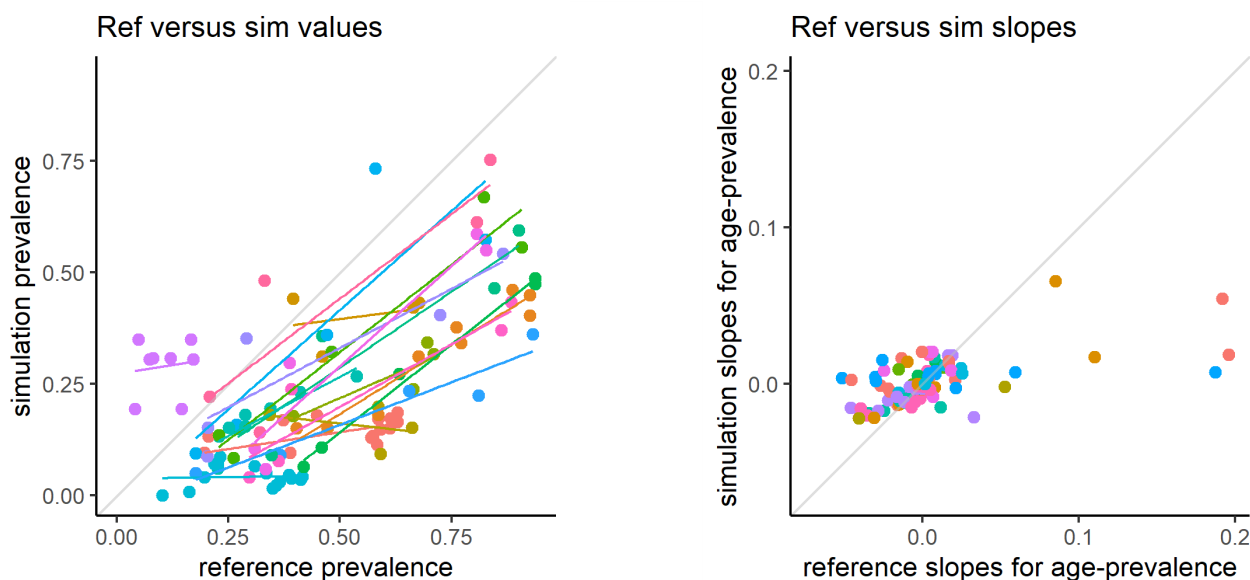 Ref versus sim values
simulation prevalence
0.75
0.50
0.25
0.00
0.00 0.25 0.50 0.75
reference prevalence
Ref versus sim slopes
simulation slopes for age-prevalence
0.2
0.1
0.0
0.0 0.1 0.2
reference slopes for age-prevalence